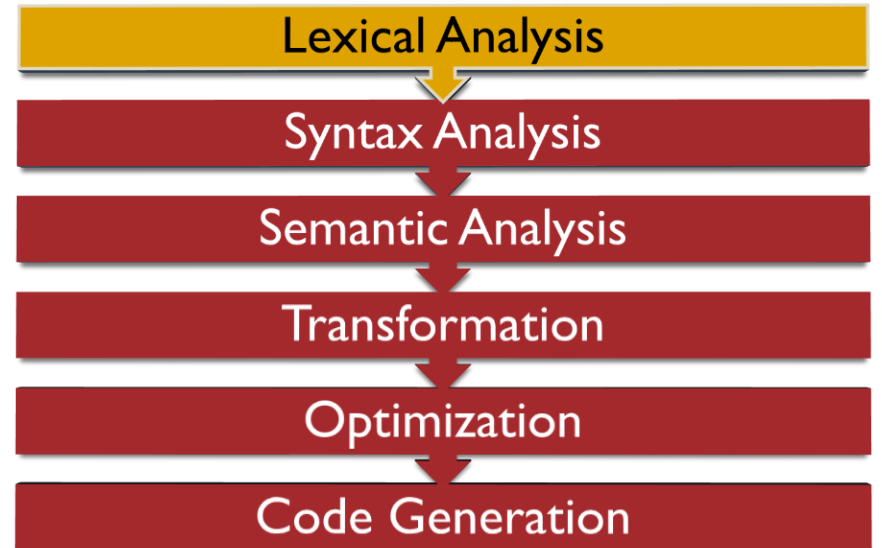 Lexical Analysis
Syntax Analysis
Semantic Analysis
Transformation
Optimization
Code Generation